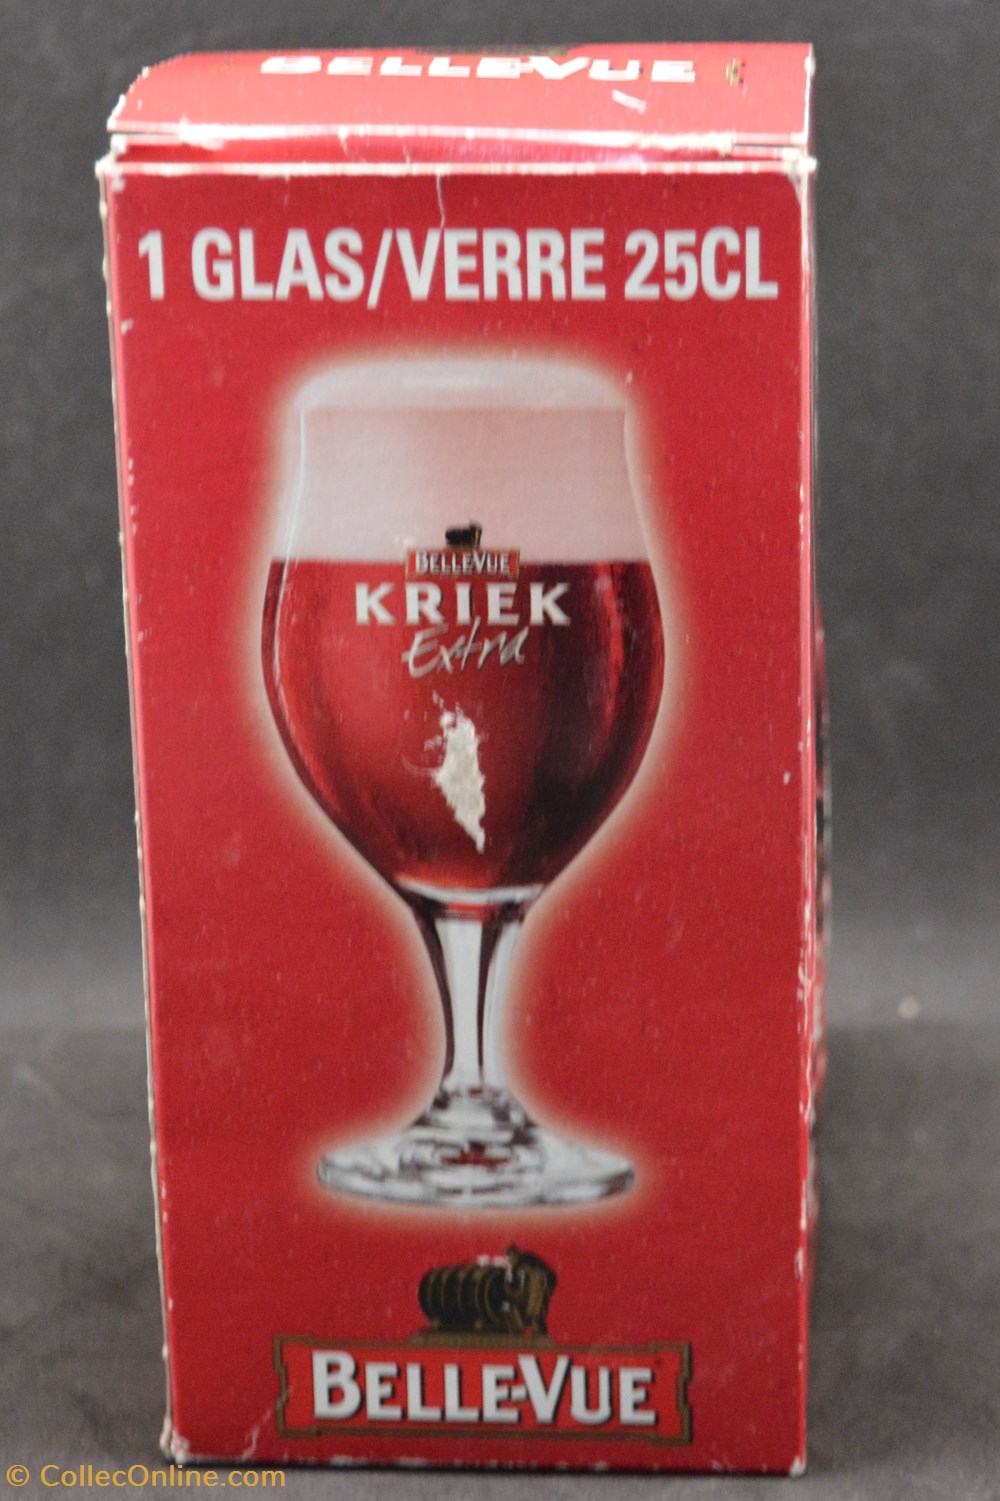 BELLE-VUE
1 GLAS/VERRE 25CL
BELLE-VUE
KRIEK
Extra
BELLE-VUE
© CollecOnline.com